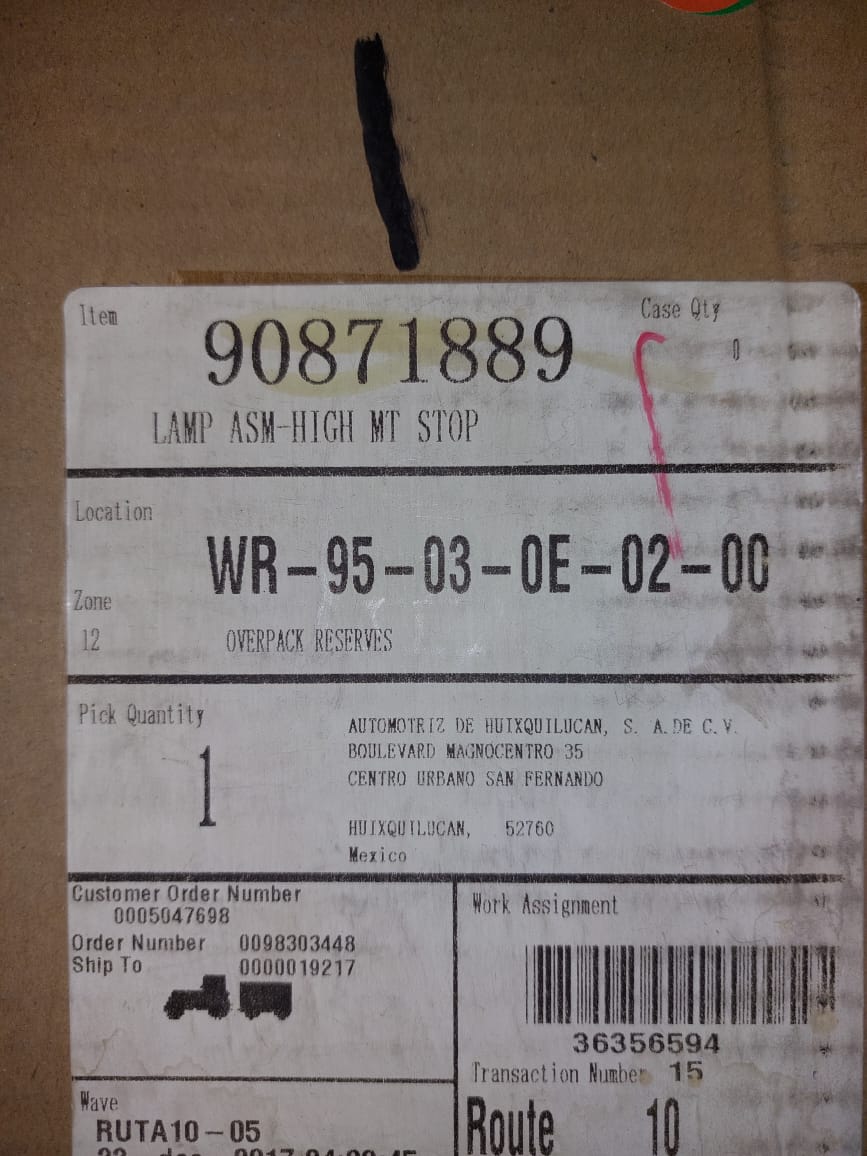 Item
Case Qty
90871889
0
LAMP ASM-HIGH MT STOP
Location
WR-95-03-0E-02-00
Zone
12
OVERPACK RESERVES
Pick Quantity
1
AUTOMOTRIZ DE HUIXQUILUCAN, S. A.DE C.V.
BOULEVARD MAGNOCENTRO 35
CENTRO URBANO SAN FERNANDO
HUIXQUILUCAN, 52760
Mexico
Customer Order Number
0005047698
Order Number 0098303448
Ship To 0000019217
Work Assignment
36356594
Transaction Number 15
Wave
RUTA10-05
Route 10